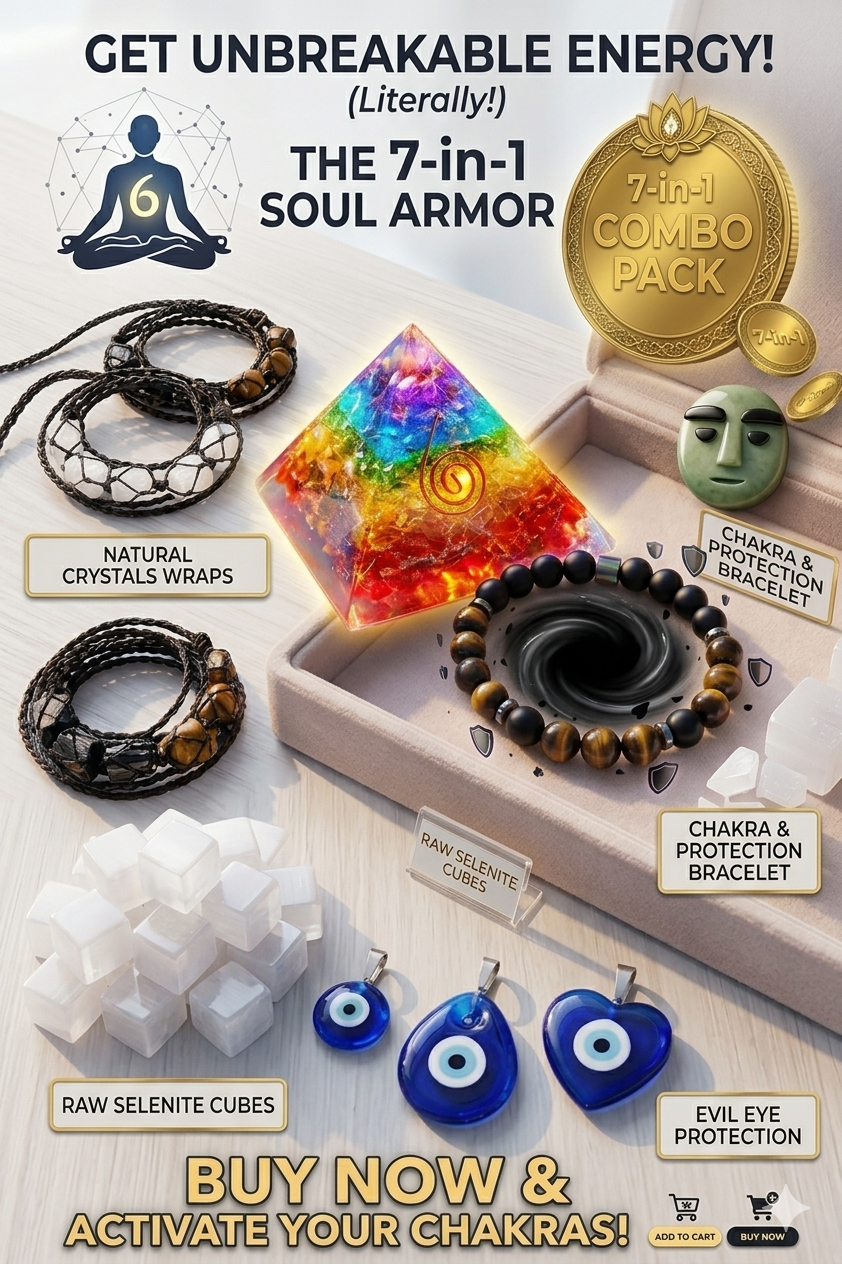 GET UNBREAKABLE ENERGY!
(Literally!)
THE 7-in-1
SOUL ARMOR
6
7-in-1
COMBO
PACK
7-in-1
NATURAL
CRYSTALS WRAPS
CHAKRA &
PROTECTION
BRACELET
CHAKRA &
PROTECTION
BRACELET
RAW SELENITE
CUBES
RAW SELENITE CUBES
EVIL EYE
PROTECTION
BUY NOW &
ACTIVATE YOUR CHAKRAS!
ADD TO CART
BUY NOW